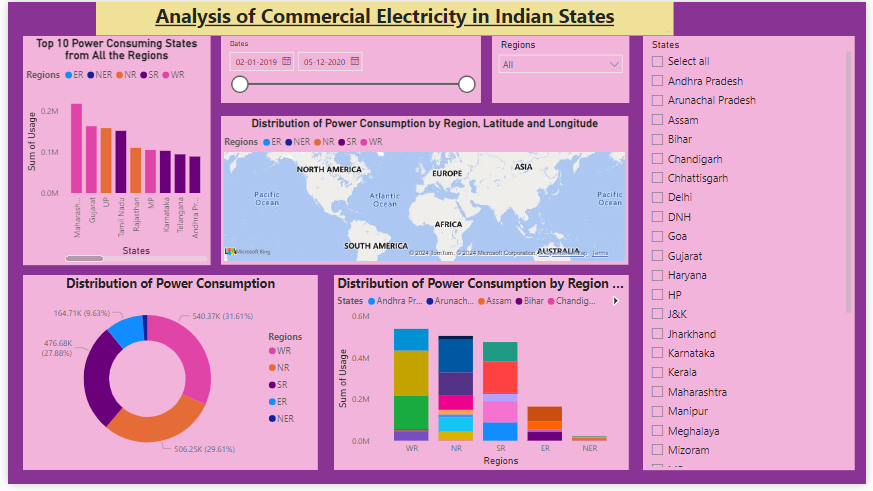 Analysis of Commercial Electricity in Indian States
Top 10 Power Consuming States
from All the Regions
Regions ER NER NR SR WR
Sum of Usage
0.2M
0.1M
0.0M
Maharash...
Gujarat
UP
Tamil Nadu
Rajasthan
MP
Karnataka
Telangana
Andhra Pr...
States
Dates
02-01-2019 05-12-2020
Regions
All
Distribution of Power Consumption by Region, Latitude and Longitude
Regions ER NER NR SR WR
NORTH AMERICA
EUROPE
ASIA
Pacific
Ocean
Atlantic
Ocean
Pacific
Ocean
AFRICA
SOUTH AMERICA
AUSTRALIA
Microsoft Bing
© 2024 TomTom, © 2024 Microsoft Corporation, Terms
Distribution of Power Consumption
164.71K (9.63%)
540.37K (31.61%)
476.68K
(27.88%)
506.25K (29.61%)
Regions
WR
NR
SR
ER
NER
Distribution of Power Consumption by Region ...
States Andhra Pr... Arunach... Assam Bihar Chandig...
Sum of Usage
0.6M
0.4M
0.2M
0.0M
WR NR SR ER NER
Regions
States
Select all
Andhra Pradesh
Arunachal Pradesh
Assam
Bihar
Chandigarh
Chhattisgarh
Delhi
DNH
Goa
Gujarat
Haryana
HP
J&K
Jharkhand
Karnataka
Kerala
Maharashtra
Manipur
Meghalaya
Mizoram